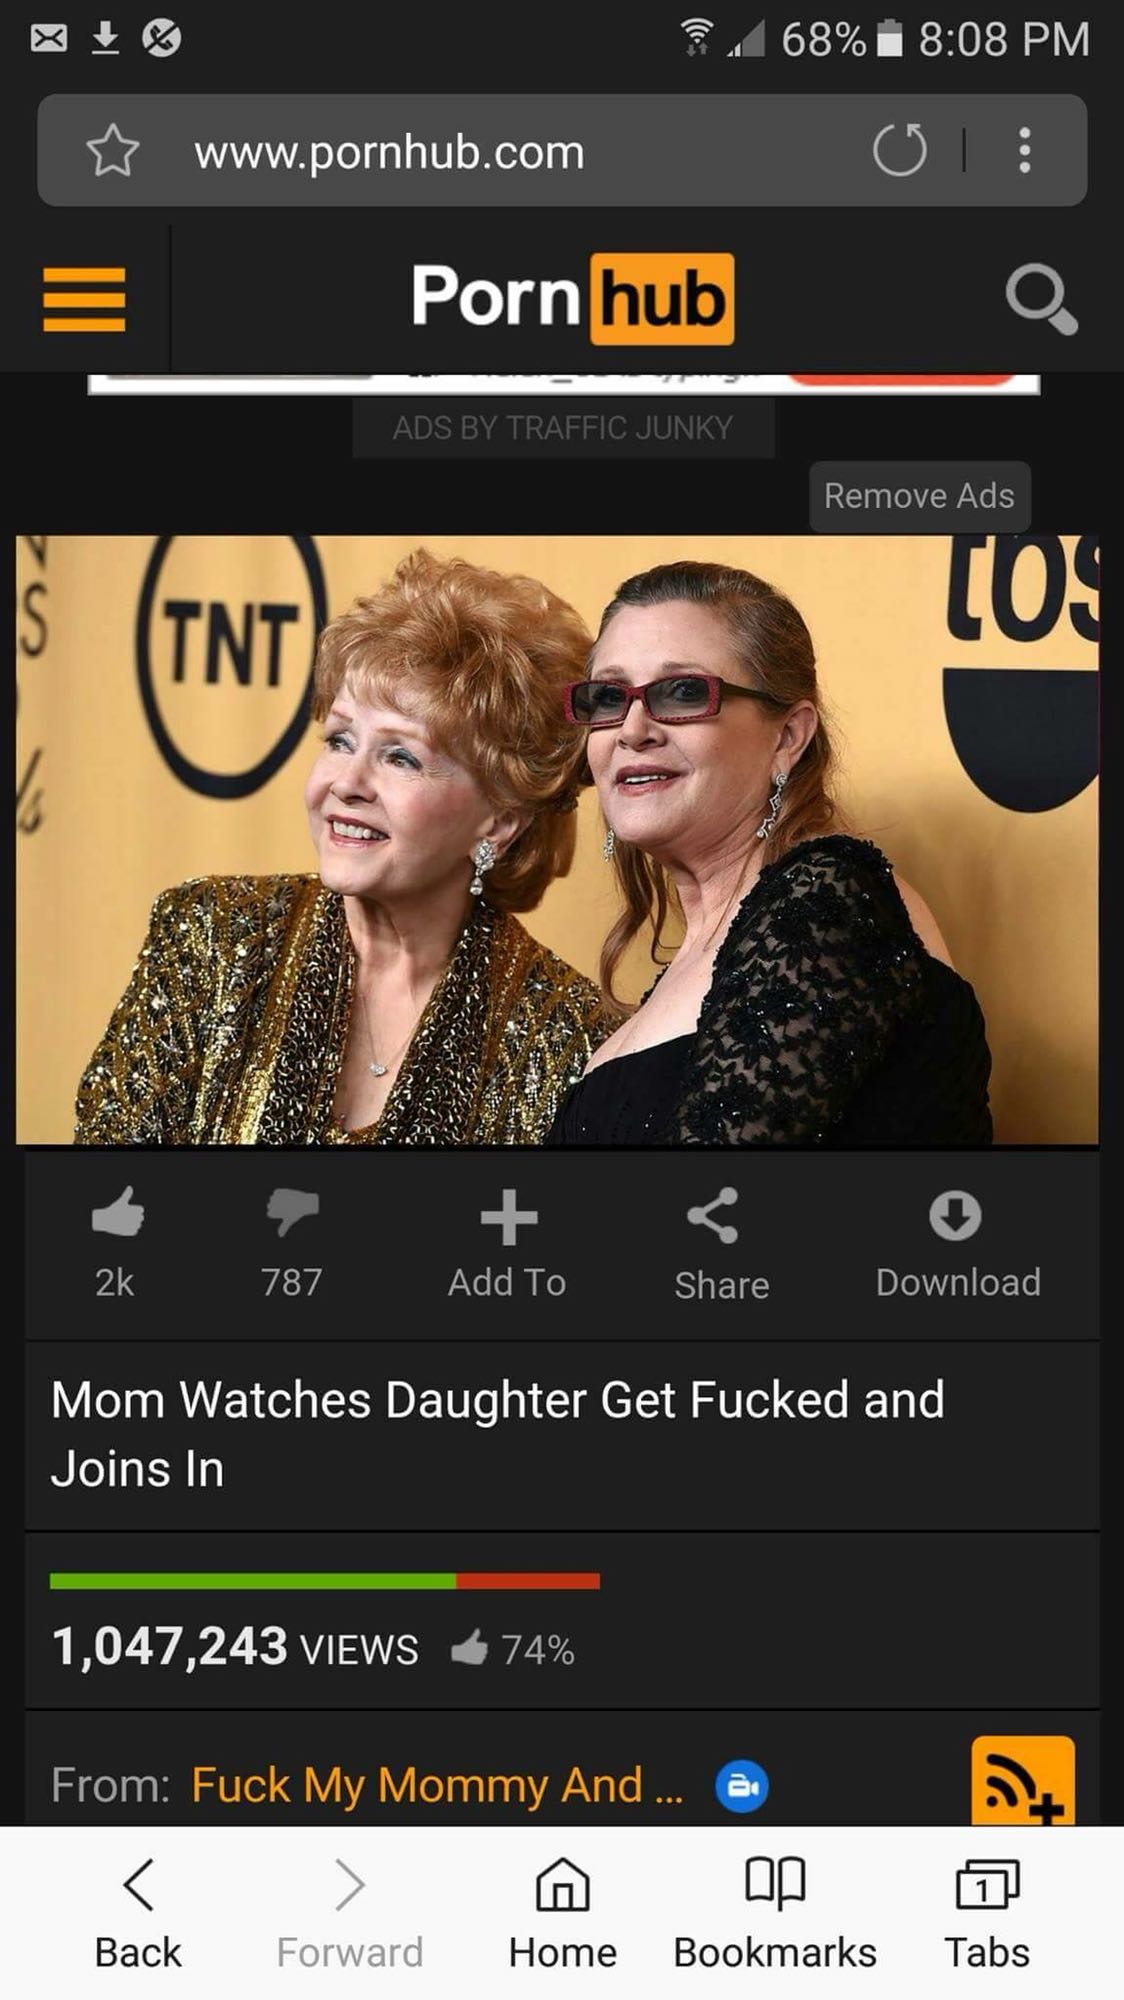 68% 8:08 PM
www.pornhub.com
Porn hub
ADS BY TRAFFIC JUNKY
Remove Ads
TNT
tbs
2k
787
Add To
Share
Download
Mom Watches Daughter Get Fucked and
Joins In
1,047,243 VIEWS 74%
From: Fuck My Mommy And ...
1
Back
Forward
Home
Bookmarks
Tabs